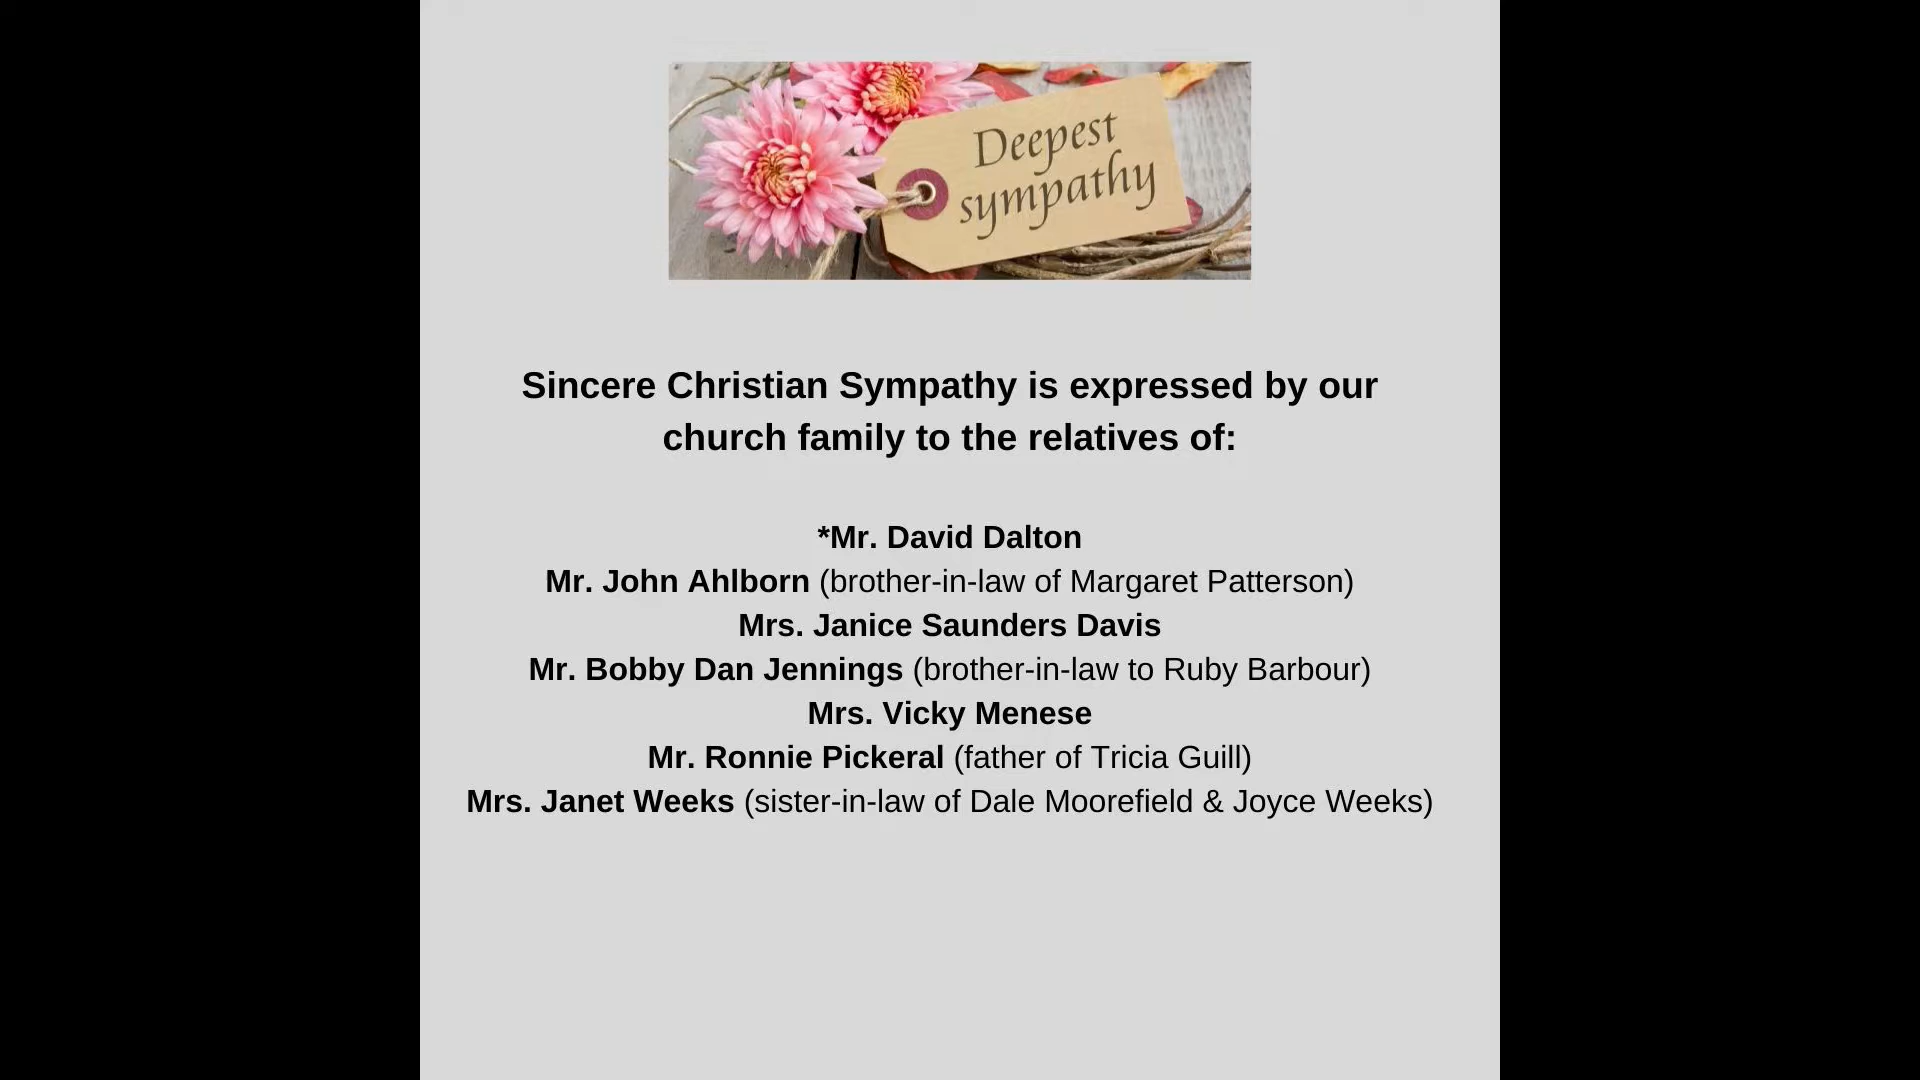 Deepest
sympathy
Sincere Christian Sympathy is expressed by our
church family to the relatives of:
*Mr. David Dalton
Mr. John Ahlborn (brother-in-law of Margaret Patterson)
Mrs. Janice Saunders Davis
Mr. Bobby Dan Jennings (brother-in-law to Ruby Barbour)
Mrs. Vicky Menese
Mr. Ronnie Pickeral (father of Tricia Guill)
Mrs. Janet Weeks (sister-in-law of Dale Moorefield & Joyce Weeks)